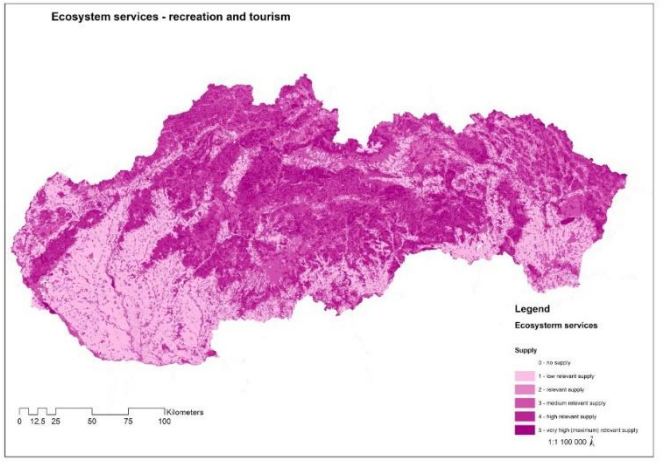 Ecosystem services - recreation and tourism
Legend
Ecosysterm services
Supply
0 - no supply
1 - low relevant supply
2 - relevant supply
3 - medium relevant supply
4 - high relevant supply
5 - very high (maximum) relevant supply
1:1 100 000
Kilometers
0 12.5 25 50 75 100